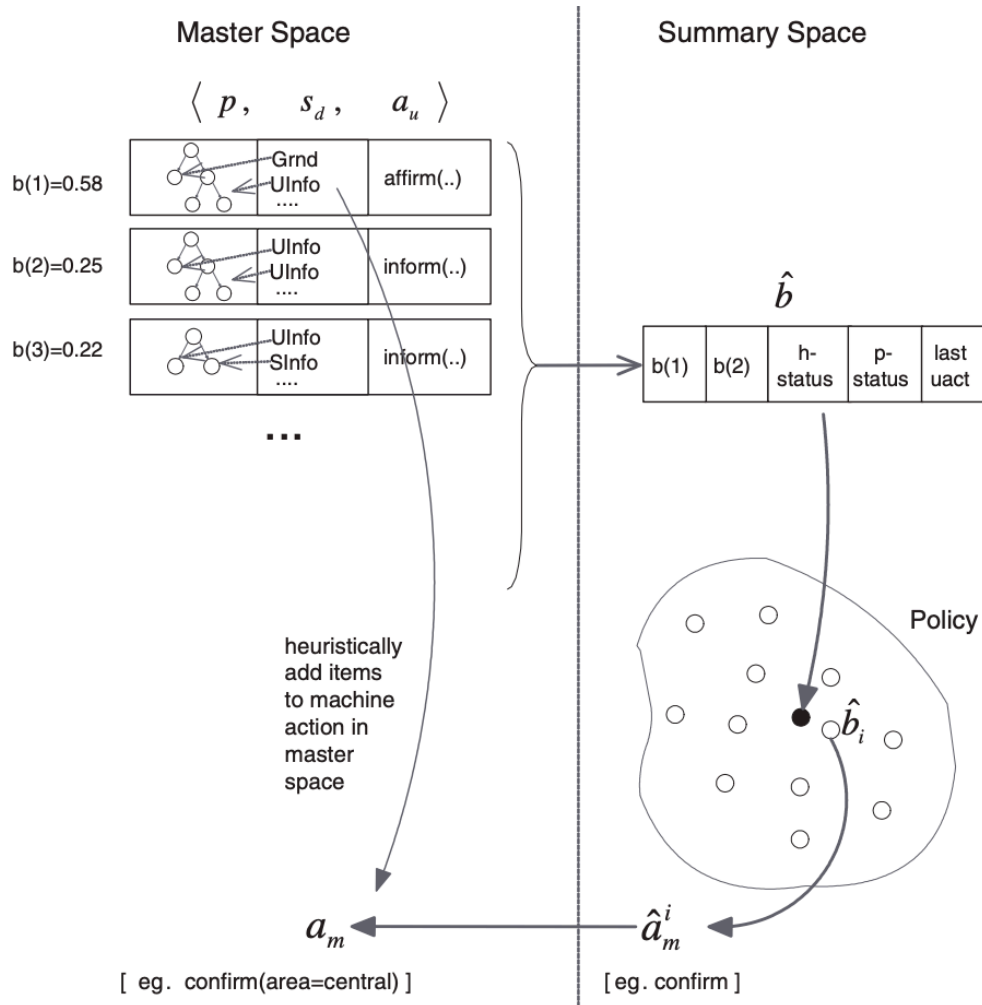 Master Space
Summary Space
⟨ p , s_d , a_u ⟩
b(1)=0.58
Grnd
UInfo
....
affirm(..)
b(2)=0.25
UInfo
UInfo
....
inform(..)
b(3)=0.22
UInfo
SInfo
....
inform(..)
...
b̂
b(1)
b(2)
h-
status
p-
status
last
uact
Policy
b̂_i
heuristically
add items
to machine
action in
master
space
a_m
â_m^i
[ eg. confirm(area=central) ]
[ eg. confirm ]